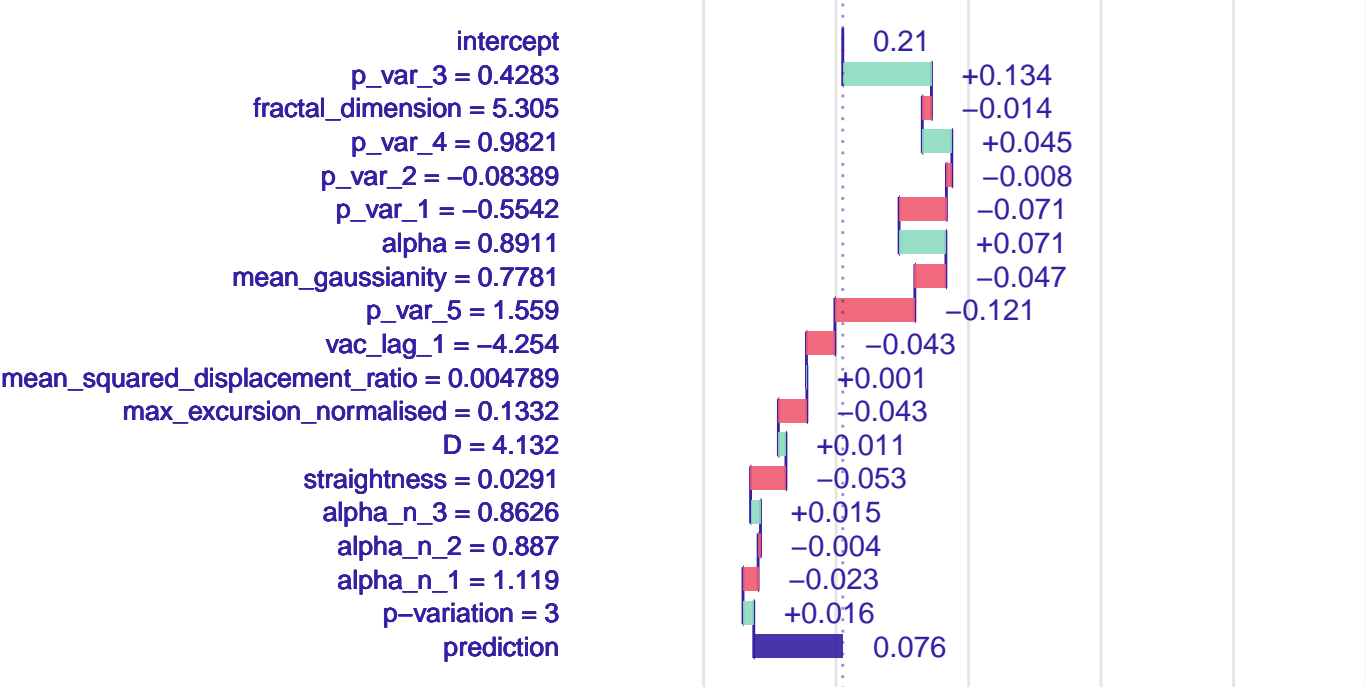 intercept 0.21
p_var_3 = 0.4283 +0.134
fractal_dimension = 5.305 −0.014
p_var_4 = 0.9821 +0.045
p_var_2 = −0.08389 −0.008
p_var_1 = −0.5542 −0.071
alpha = 0.8911 +0.071
mean_gaussianity = 0.7781 −0.047
p_var_5 = 1.559 −0.121
vac_lag_1 = −4.254 −0.043
mean_squared_displacement_ratio = 0.004789 +0.001
max_excursion_normalised = 0.1332 −0.043
D = 4.132 +0.011
straightness = 0.0291 −0.053
alpha_n_3 = 0.8626 +0.015
alpha_n_2 = 0.887 −0.004
alpha_n_1 = 1.119 −0.023
p−variation = 3 +0.016
prediction 0.076